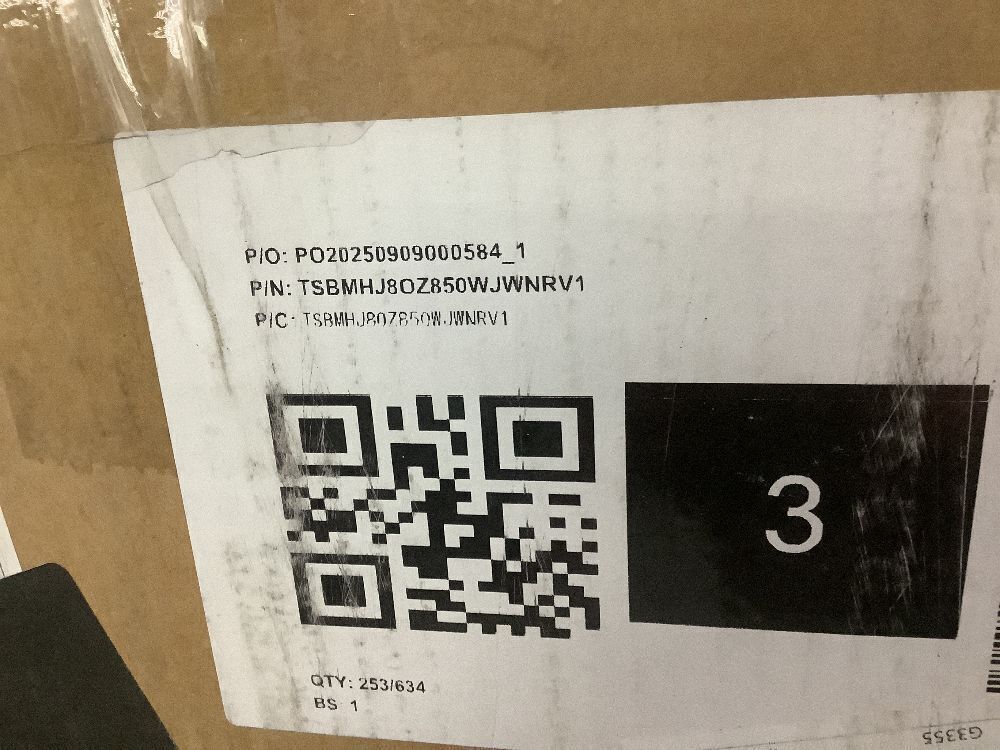 P/O: PO20250909000584_1
P/N: TSBMHJ8OZ850WJWNRV1
P/C: TSBMHJ8OZ850WJWNRV1
3
QTY: 253/634
BS 1
G3355